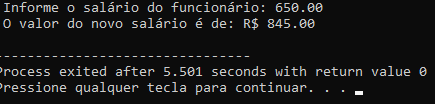 Informe o salário do funcionário: 650.00
O valor do novo salário é de: R$ 845.00
--------------------------------
Process exited after 5.501 seconds with return value 0
Pressione qualquer tecla para continuar. . . _